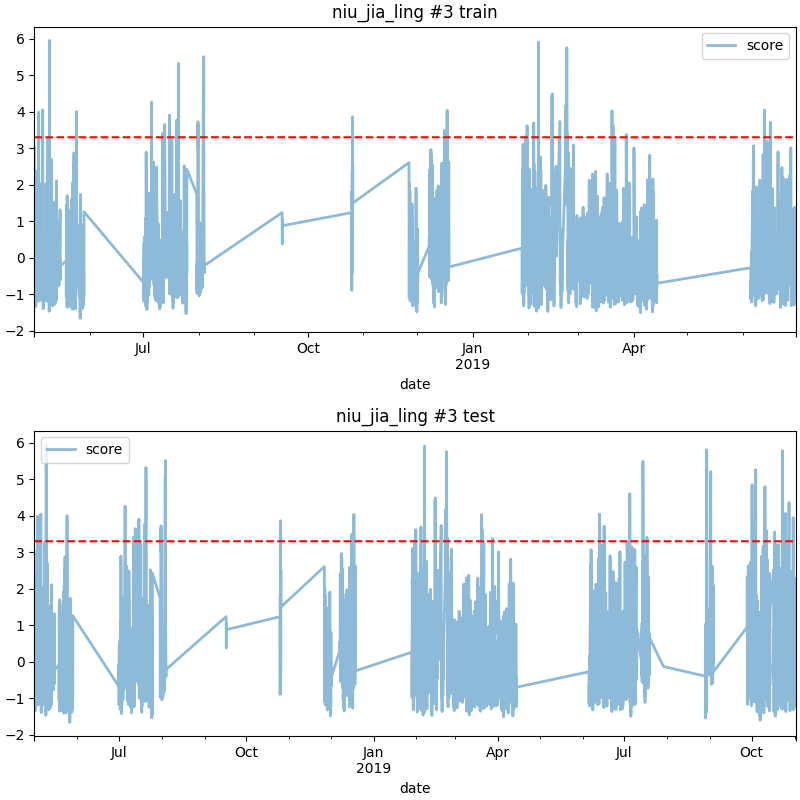 niu_jia_ling #3 train
6
5
4
3
2
1
0
−1
−2
score
Jul
Oct
Jan
2019
Apr
date
niu_jia_ling #3 test
6
5
4
3
2
1
0
−1
−2
score
Jul
Oct
Jan
2019
Apr
Jul
Oct
date